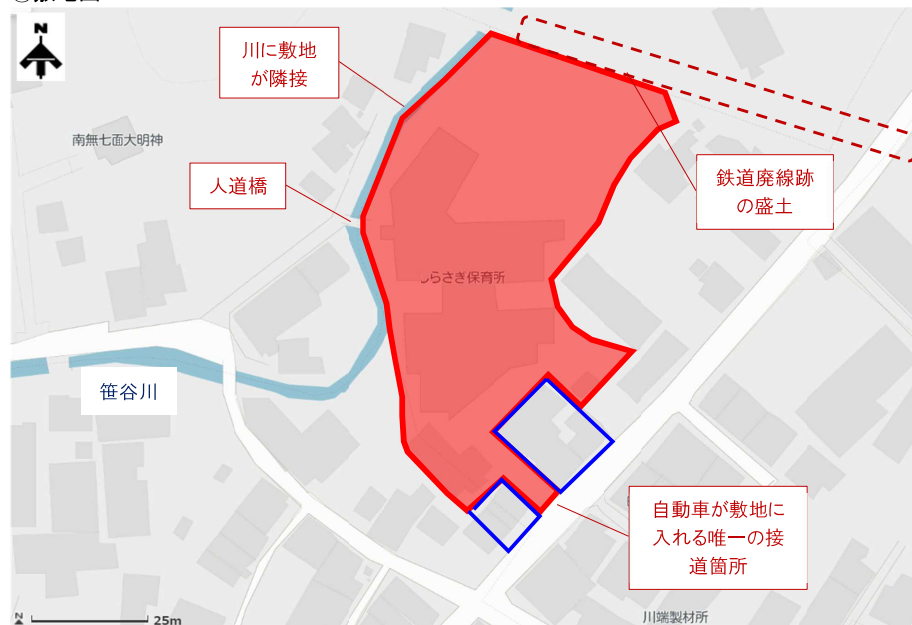 N
川に敷地
が隣接
南無七面大明神
人道橋
鉄道廃線跡
の盛土
しらさぎ保育所
笹谷川
自動車が敷地に
入れる唯一の接
道箇所
川端製材所
N
25m